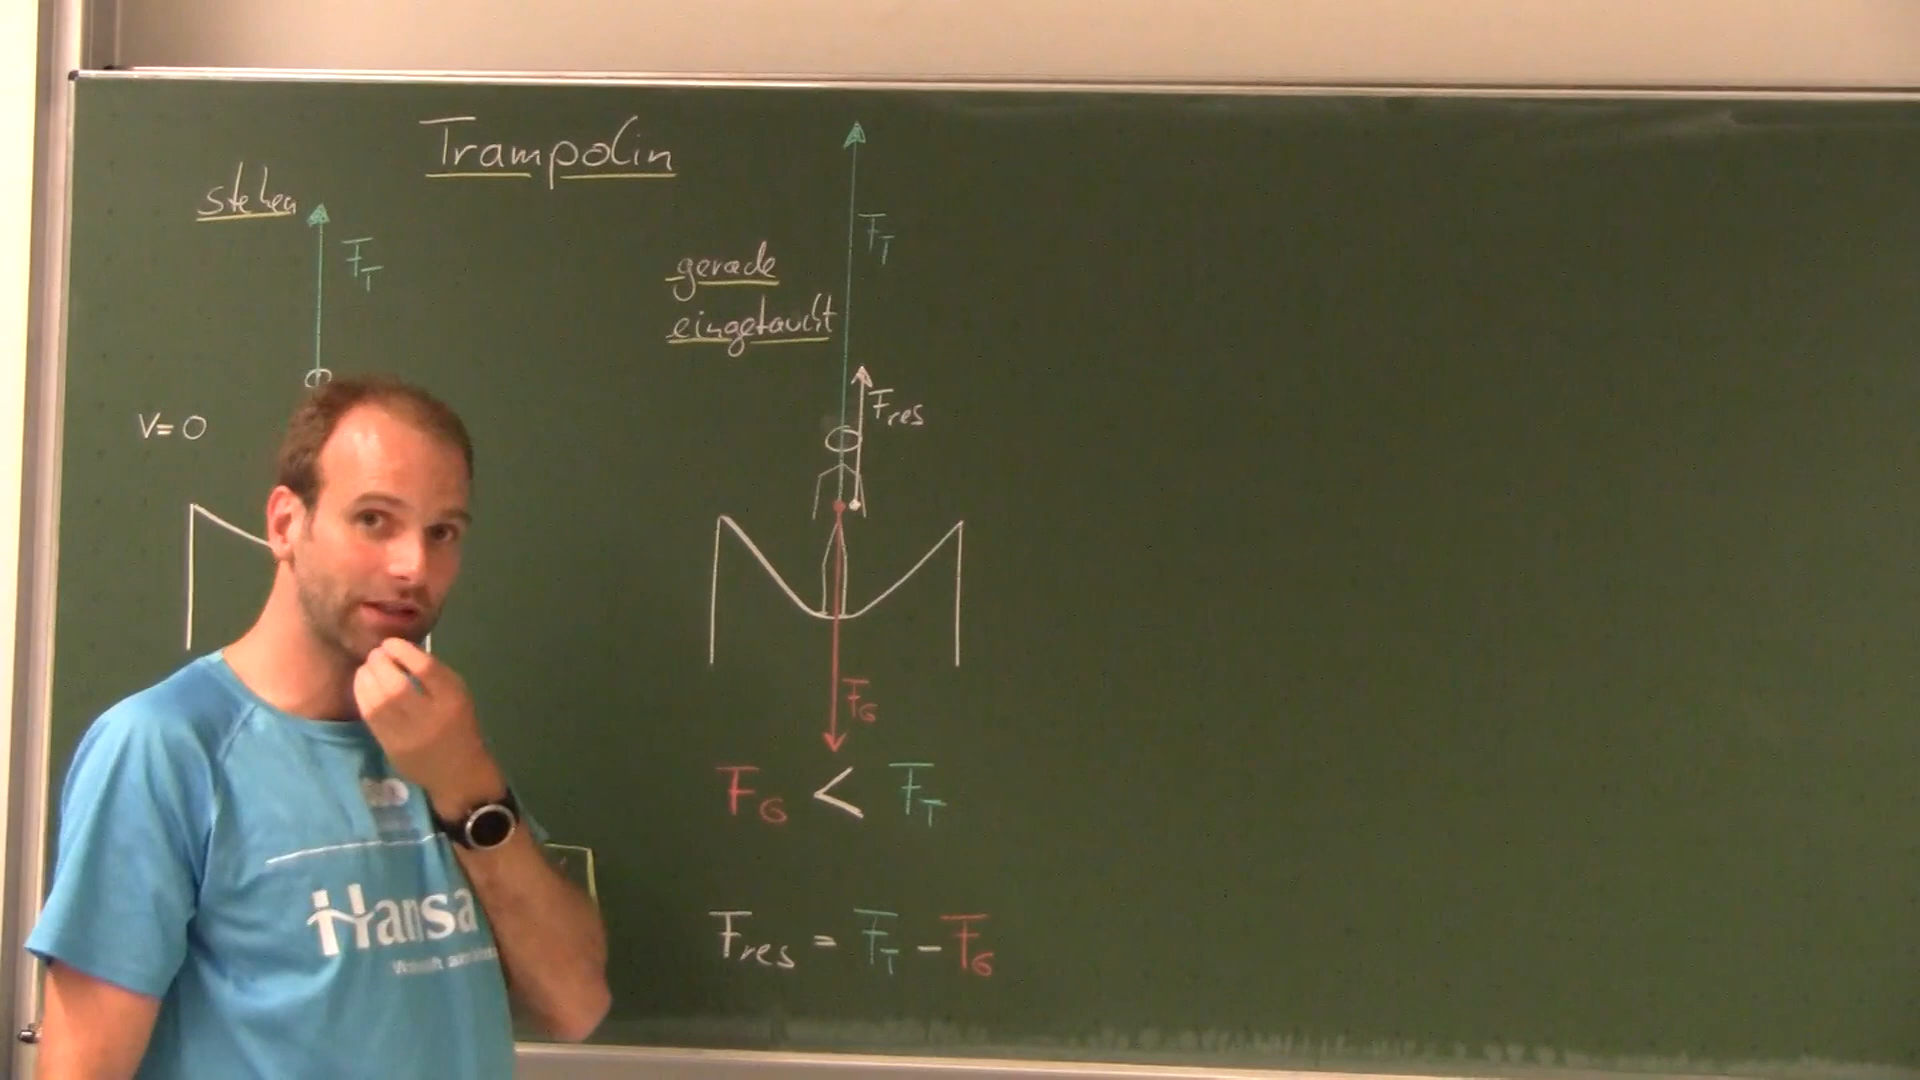 Trampolin
stehen
F_T
v = 0
gerade
eingetaucht
F_T
F_res
F_G
F_G < F_T
F_res = F_T - F_G
Hansa